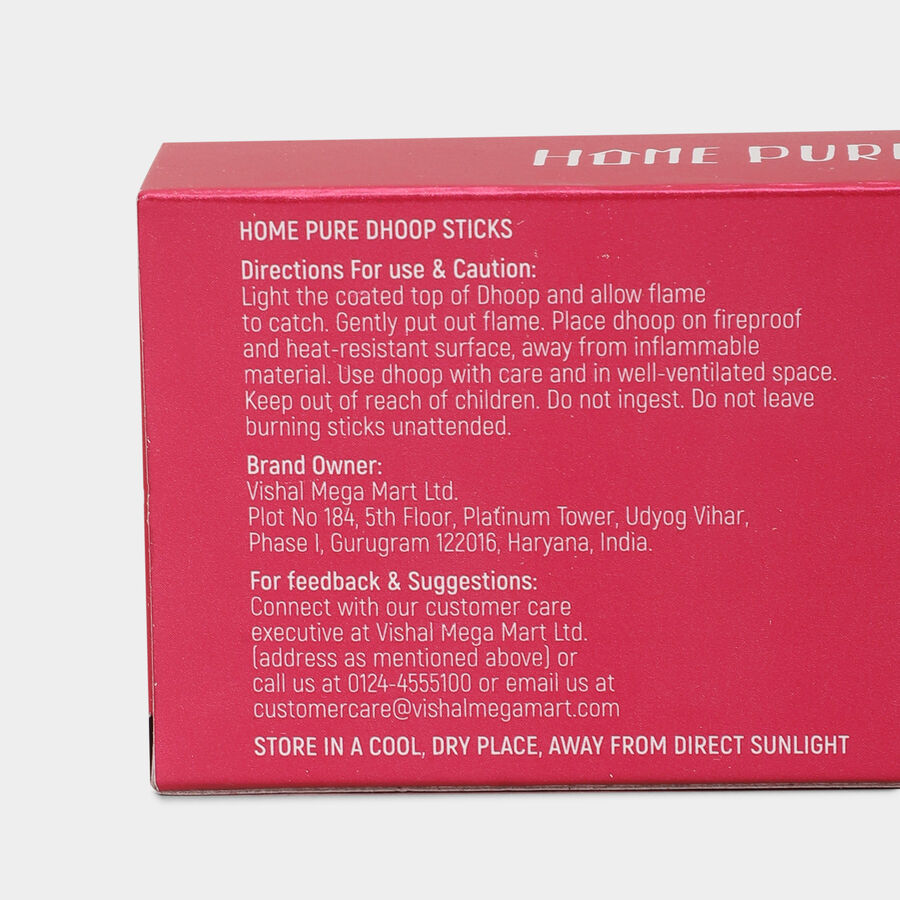 HOME PURE
HOME PURE DHOOP STICKS
Directions For use & Caution:
Light the coated top of Dhoop and allow flame
to catch. Gently put out flame. Place dhoop on fireproof
and heat-resistant surface, away from inflammable
material. Use dhoop with care and in well-ventilated space.
Keep out of reach of children. Do not ingest. Do not leave
burning sticks unattended.
Brand Owner:
Vishal Mega Mart Ltd.
Plot No 184, 5th Floor, Platinum Tower, Udyog Vihar,
Phase I, Gurugram 122016, Haryana, India.
For feedback & Suggestions:
Connect with our customer care
executive at Vishal Mega Mart Ltd.
(address as mentioned above) or
call us at 0124-4555100 or email us at
customercare@vishalmegamart.com
STORE IN A COOL, DRY PLACE, AWAY FROM DIRECT SUNLIGHT